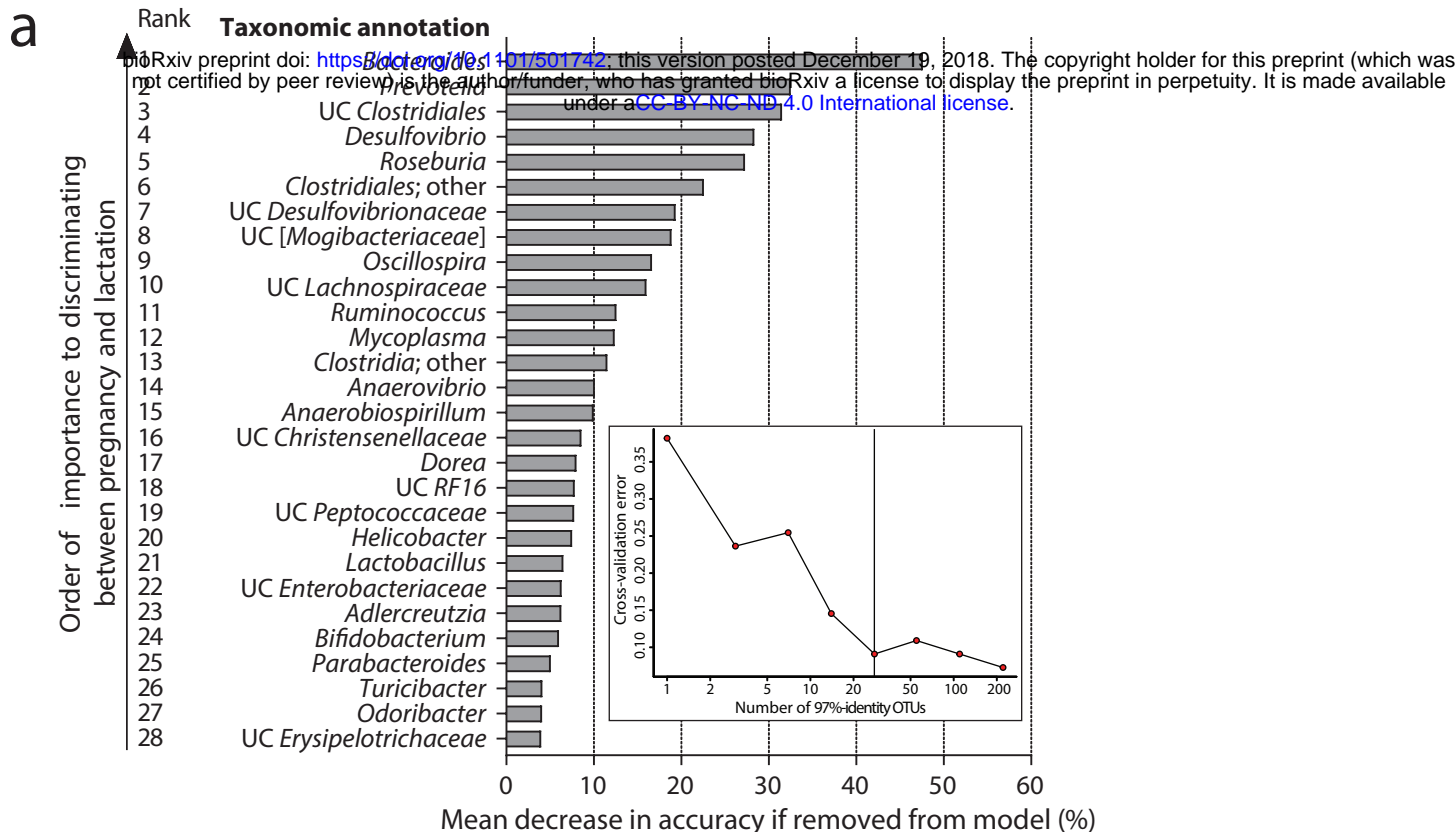 a
Rank
Taxonomic annotation
bioRxiv preprint doi: https://doi.org/10.1101/501742; this version posted December 19, 2018. The copyright holder for this preprint (which was
not certified by peer review) is the author/funder, who has granted bioRxiv a license to display the preprint in perpetuity. It is made available
under aCC-BY-NC-ND 4.0 International license.
1 Bacteroides
2 Prevotella
3 UC Clostridiales
4 Desulfovibrio
5 Roseburia
6 Clostridiales; other
7 UC Desulfovibrionaceae
8 UC [Mogibacteriaceae]
9 Oscillospira
10 UC Lachnospiraceae
11 Ruminococcus
12 Mycoplasma
13 Clostridia; other
14 Anaerovibrio
15 Anaerobiospirillum
16 UC Christensenellaceae
17 Dorea
18 UC RF16
19 UC Peptococcaceae
20 Helicobacter
21 Lactobacillus
22 UC Enterobacteriaceae
23 Adlercreutzia
24 Bifidobacterium
25 Parabacteroides
26 Turicibacter
27 Odoribacter
28 UC Erysipelotrichaceae
Order of importance to discriminating
between pregnancy and lactation
0 10 20 30 40 50 60
Mean decrease in accuracy if removed from model (%)
Cross-validation error
0.35
0.30
0.25
0.20
0.15
0.10
1 2 5 10 20 50 100 200
Number of 97%-identity OTUs